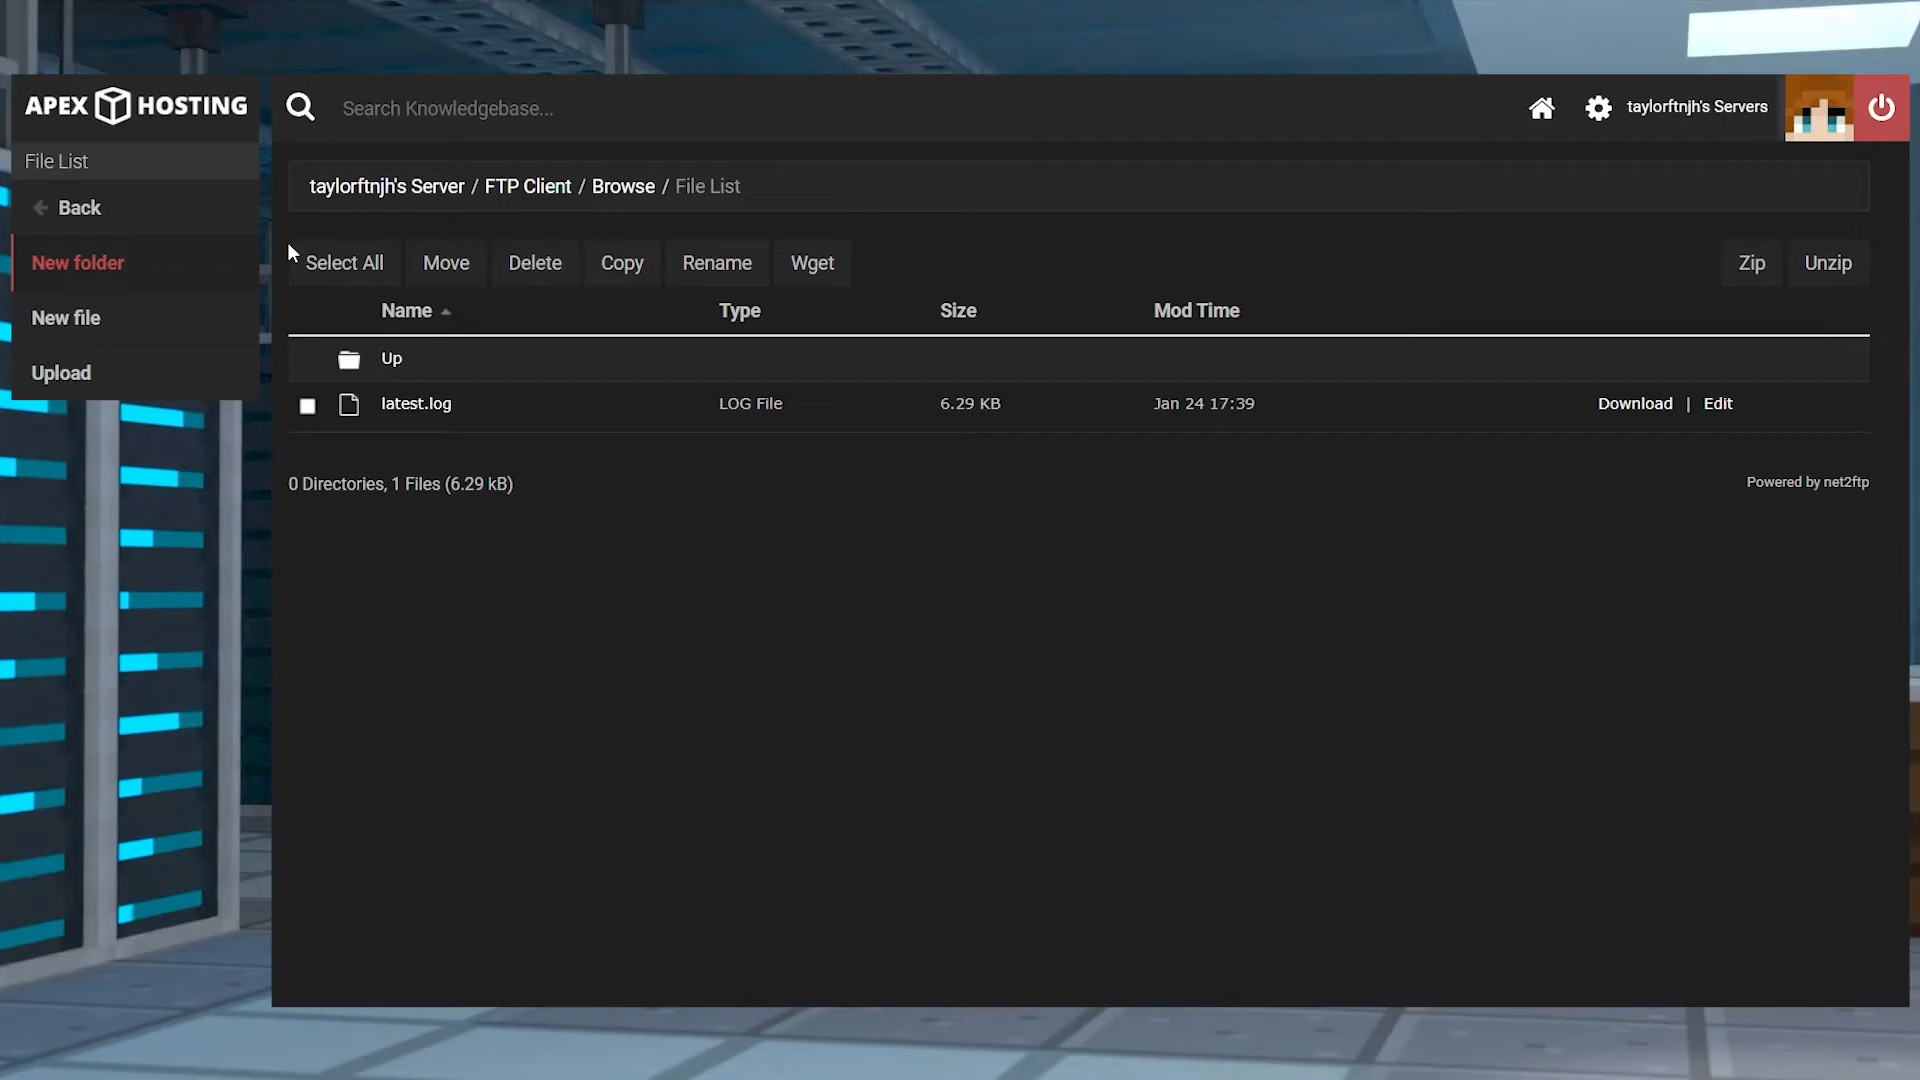 APEX HOSTING
Search Knowledgebase...
taylorftnjh's Servers
File List
Back
New folder
New file
Upload
taylorftnjh's Server / FTP Client / Browse / File List
Select All Move Delete Copy Rename Wget Zip Unzip
Name Type Size Mod Time
Up
latest.log LOG File 6.29 KB Jan 24 17:39 Download | Edit
0 Directories, 1 Files (6.29 kB)
Powered by net2ftp